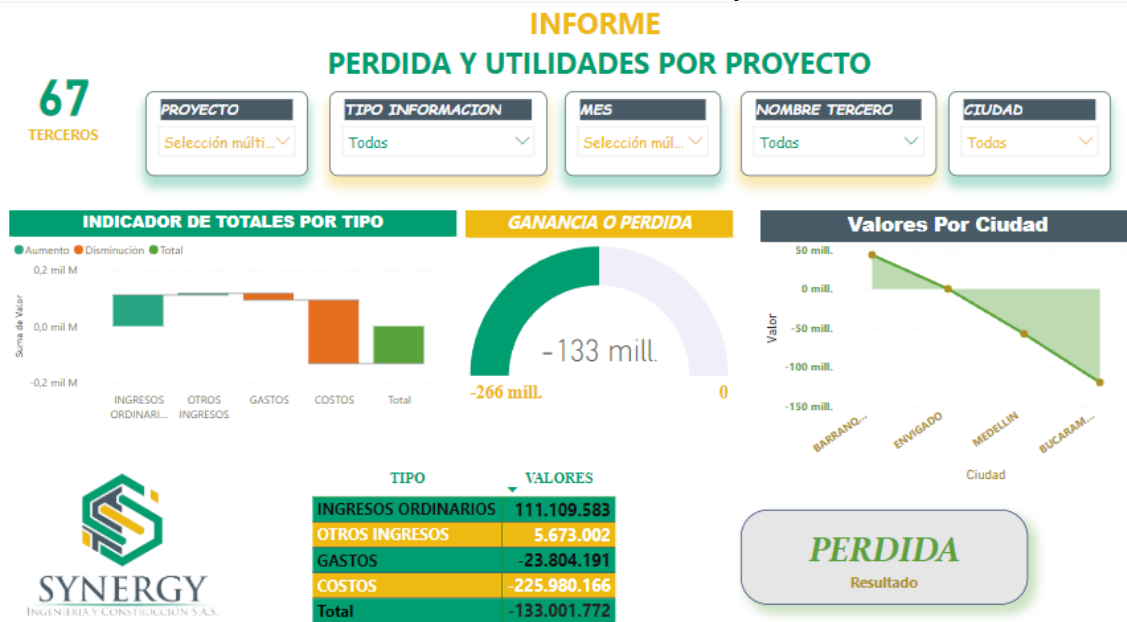 INFORME
PERDIDA Y UTILIDADES POR PROYECTO
67
TERCEROS
PROYECTO
Selección múlti...
TIPO INFORMACION
Todas
MES
Selección múl...
NOMBRE TERCERO
Todas
CIUDAD
Todas
INDICADOR DE TOTALES POR TIPO
Aumento Disminución Total
0,2 mil M
0,0 mil M
-0,2 mil M
Suma de Valor
INGRESOS ORDINARI...
OTROS INGRESOS
GASTOS
COSTOS
Total
GANANCIA O PERDIDA
-133 mill.
-266 mill.
0
Valores Por Ciudad
50 mill.
0 mill.
-50 mill.
-100 mill.
-150 mill.
Valor
BARRANQ...
ENVIGADO
MEDELLIN
BUCARAM...
Ciudad
SYNERGY
INGENIERIA Y CONSTRUCCION S.A.S.
TIPO VALORES
INGRESOS ORDINARIOS 111.109.583
OTROS INGRESOS 5.673.002
GASTOS -23.804.191
COSTOS -225.980.166
Total -133.001.772
PERDIDA
Resultado